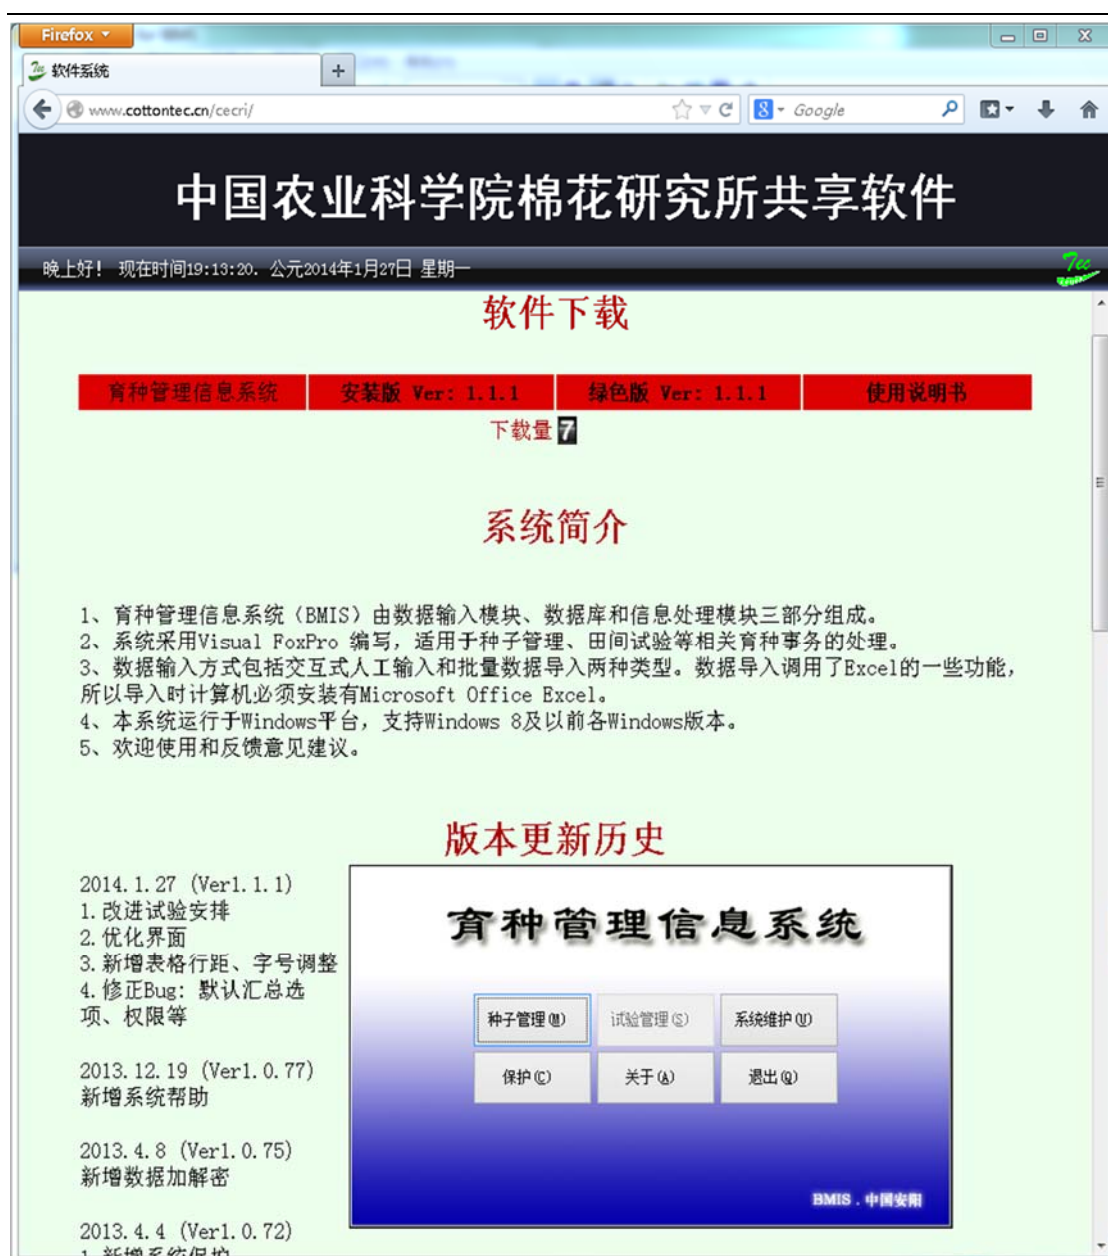 Firefox
软件系统
www.cottontec.cn/cecri/
Google
中国农业科学院棉花研究所共享软件
晚上好! 现在时间19:13:20. 公元2014年1月27日 星期一
Tec
软件下载
育种管理信息系统 安装版 Ver: 1.1.1 绿色版 Ver: 1.1.1 使用说明书
下载量 7
系统简介
1、育种管理信息系统（BMIS）由数据输入模块、数据库和信息处理模块三部分组成。
2、系统采用Visual FoxPro 编写，适用于种子管理、田间试验等相关育种事务的处理。
3、数据输入方式包括交互式人工输入和批量数据导入两种类型。数据导入调用了Excel的一些功能，
所以导入时计算机必须安装有Microsoft Office Excel。
4、本系统运行于Windows平台，支持Windows 8及以前各Windows版本。
5、欢迎使用和反馈意见建议。
版本更新历史
2014.1.27 (Ver1.1.1)
1.改进试验安排
2.优化界面
3.新增表格行距、字号调整
4.修正Bug: 默认汇总选
项、权限等
2013.12.19 (Ver1.0.77)
新增系统帮助
2013.4.8 (Ver1.0.75)
新增数据加解密
2013.4.4 (Ver1.0.72)
1.新增系统保护
育种管理信息系统
种子管理(M) 试验管理(S) 系统维护(U)
保护(C) 关于(A) 退出(Q)
BMIS . 中国安阳